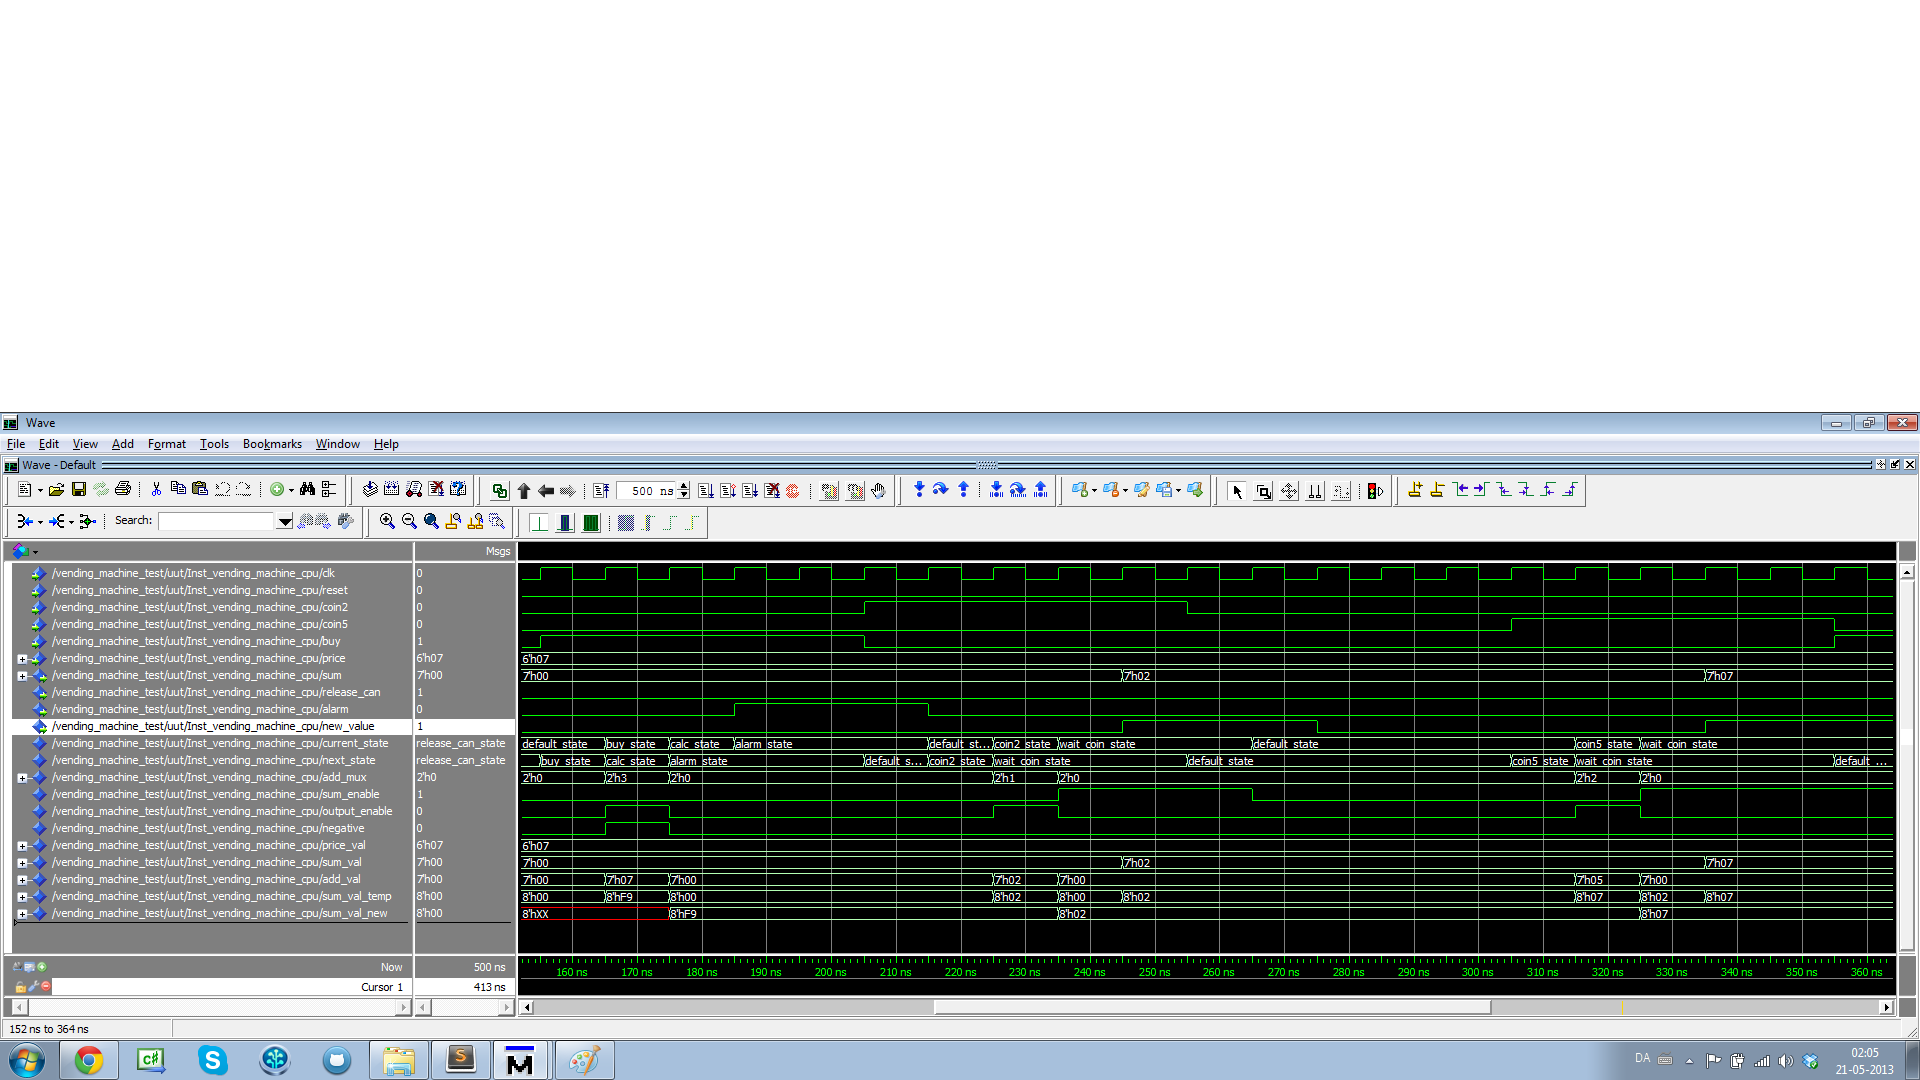 Wave
File Edit View Add Format Tools Bookmarks Window Help
Wave - Default
500 ns
Search:
Msgs
/vending_machine_test/uut/Inst_vending_machine_cpu/clk 0
/vending_machine_test/uut/Inst_vending_machine_cpu/reset 0
/vending_machine_test/uut/Inst_vending_machine_cpu/coin2 0
/vending_machine_test/uut/Inst_vending_machine_cpu/coin5 0
/vending_machine_test/uut/Inst_vending_machine_cpu/buy 1
/vending_machine_test/uut/Inst_vending_machine_cpu/price 6'h07 6'h07
/vending_machine_test/uut/Inst_vending_machine_cpu/sum 7'h00 7'h00 7'h02 7'h07
/vending_machine_test/uut/Inst_vending_machine_cpu/release_can 1
/vending_machine_test/uut/Inst_vending_machine_cpu/alarm 0
/vending_machine_test/uut/Inst_vending_machine_cpu/new_value 1
/vending_machine_test/uut/Inst_vending_machine_cpu/current_state release_can_state default_state buy_state calc_state alarm_state default_st... coin2_state wait_coin_state default_state coin5_state wait_coin_state
/vending_machine_test/uut/Inst_vending_machine_cpu/next_state release_can_state buy_state calc_state alarm_state default_s... coin2_state wait_coin_state default_state coin5_state wait_coin_state default_...
/vending_machine_test/uut/Inst_vending_machine_cpu/add_mux 2'h0 2'h0 2'h3 2'h0 2'h1 2'h0 2'h2 2'h0
/vending_machine_test/uut/Inst_vending_machine_cpu/sum_enable 1
/vending_machine_test/uut/Inst_vending_machine_cpu/output_enable 0
/vending_machine_test/uut/Inst_vending_machine_cpu/negative 0
/vending_machine_test/uut/Inst_vending_machine_cpu/price_val 6'h07 6'h07
/vending_machine_test/uut/Inst_vending_machine_cpu/sum_val 7'h00 7'h00 7'h02 7'h07
/vending_machine_test/uut/Inst_vending_machine_cpu/add_val 7'h00 7'h00 7'h07 7'h00 7'h02 7'h00 7'h05 7'h00
/vending_machine_test/uut/Inst_vending_machine_cpu/sum_val_temp 8'h00 8'h00 8'hF9 8'h00 8'h02 8'h00 8'h02 8'h07 8'h02 8'h07
/vending_machine_test/uut/Inst_vending_machine_cpu/sum_val_new 8'h00 8'hXX 8'hF9 8'h02 8'h07
Now 500 ns 160 ns 170 ns 180 ns 190 ns 200 ns 210 ns 220 ns 230 ns 240 ns 250 ns 260 ns 270 ns 280 ns 290 ns 300 ns 310 ns 320 ns 330 ns 340 ns 350 ns 360 ns
Cursor 1 413 ns
152 ns to 364 ns
C#
S
S
M
DA
02:05
21-05-2013